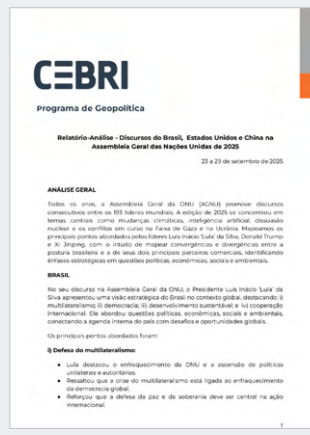 CEBRI
Programa de Geopolítica
Relatório-Análise - Discursos do Brasil, Estados Unidos e China na
Assembleia Geral das Nações Unidas de 2025
23 a 29 de setembro de 2025
ANÁLISE GERAL
Todos os anos, a Assembleia Geral da ONU (AGNU) promove discursos
consecutivos entre os 193 líderes mundiais. A edição de 2025 se concentrou em
temas centrais como mudanças climáticas, inteligência artificial, dissuasão
nuclear e os conflitos em curso na Faixa de Gaza e na Ucrânia. Mapeamos os
principais pontos abordados pelos líderes Luis Inácio 'Lula' da Silva, Donald Trump
e Xi Jinping, com o intuito de mapear convergências e divergências entre a
postura brasileira e a de seus dois principais parceiros comerciais, identificando
ênfases estratégicas em questões políticas, econômicas, sociais e ambientais.
BRASIL
No seu discurso na Assembleia Geral da ONU, o Presidente Luis Inácio 'Lula' da
Silva apresentou uma visão estratégica do Brasil no contexto global, destacando: i)
multilateralismo; ii) democracia; iii) desenvolvimento sustentável e iv) cooperação
internacional. Ele abordou questões políticas, econômicas, sociais e ambientais,
conectando a agenda interna do país com desafios e oportunidades globais.
Os principais pontos abordados foram:
i) Defesa do multilateralismo:
● Lula destacou o enfraquecimento da ONU e a ascensão de políticas
unilaterais e autoritárias.
● Ressaltou que a crise do multilateralismo está ligada ao enfraquecimento
da democracia global.
● Reforçou que a defesa da paz e da soberania deve ser central na ação
internacional.